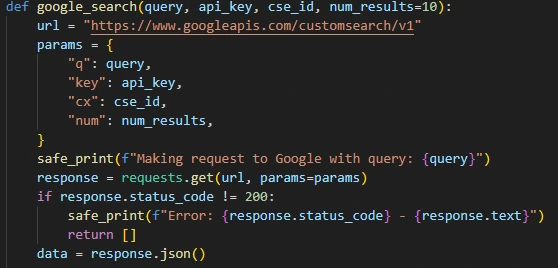 def google_search(query, api_key, cse_id, num_results=10):
    url = "https://www.googleapis.com/customsearch/v1"
    params = {
        "q": query,
        "key": api_key,
        "cx": cse_id,
        "num": num_results,
    }
    safe_print(f"Making request to Google with query: {query}")
    response = requests.get(url, params=params)
    if response.status_code != 200:
        safe_print(f"Error: {response.status_code} - {response.text}")
        return []
    data = response.json()